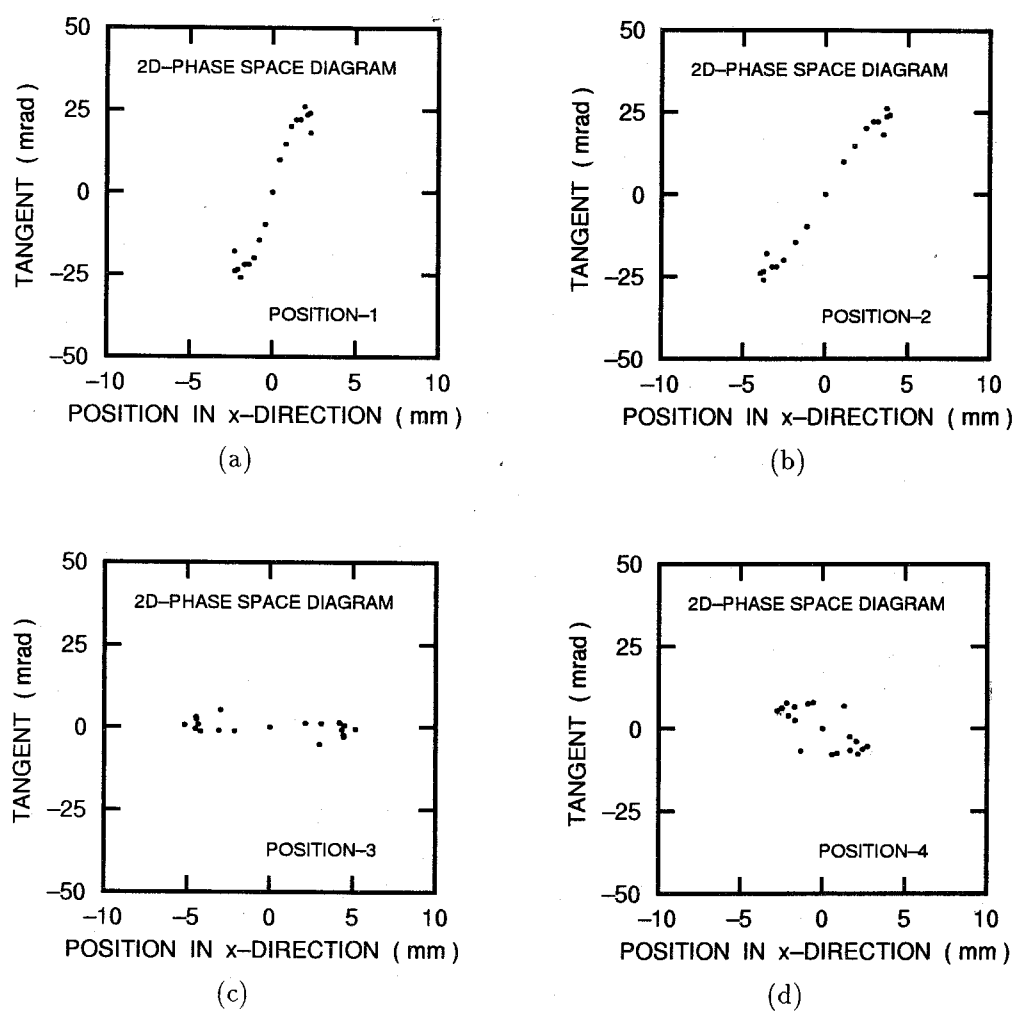 50
2D–PHASE SPACE DIAGRAM
25
0
−25
−50
TANGENT ( mrad )
POSITION–1
−10 −5 0 5 10
POSITION IN x–DIRECTION ( mm )
(a)
50
2D–PHASE SPACE DIAGRAM
25
0
−25
−50
TANGENT ( mrad )
POSITION–2
−10 −5 0 5 10
POSITION IN x–DIRECTION ( mm )
(b)
50
2D–PHASE SPACE DIAGRAM
25
0
−25
−50
TANGENT ( mrad )
POSITION–3
−10 −5 0 5 10
POSITION IN x–DIRECTION ( mm )
(c)
50
2D–PHASE SPACE DIAGRAM
25
0
−25
−50
TANGENT ( mrad )
POSITION–4
−10 −5 0 5 10
POSITION IN x–DIRECTION ( mm )
(d)